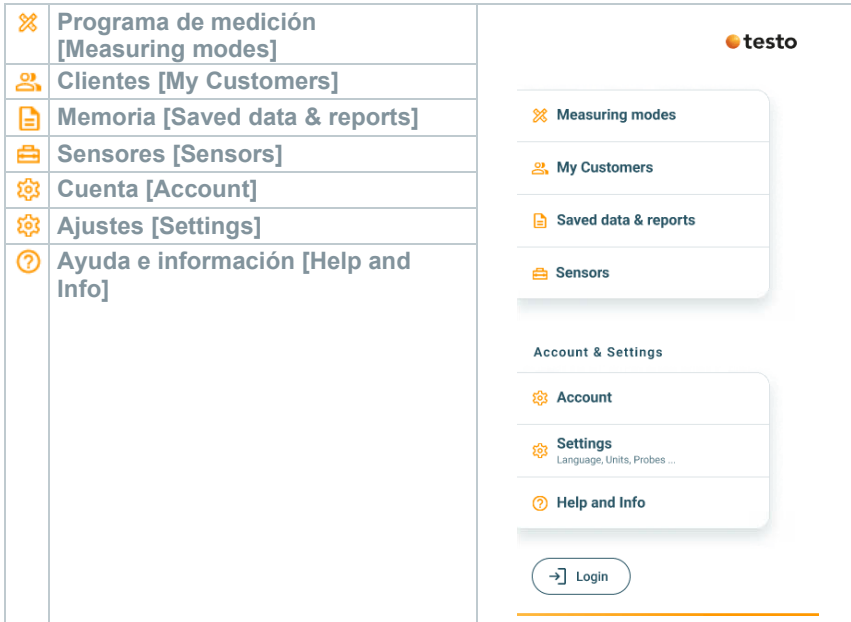 Programa de medición
[Measuring modes]
Clientes [My Customers]
Memoria [Saved data & reports]
Sensores [Sensors]
Cuenta [Account]
Ajustes [Settings]
Ayuda e información [Help and
Info]
testo
Measuring modes
My Customers
Saved data & reports
Sensors
Account & Settings
Account
Settings
Language, Units, Probes ...
Help and Info
Login